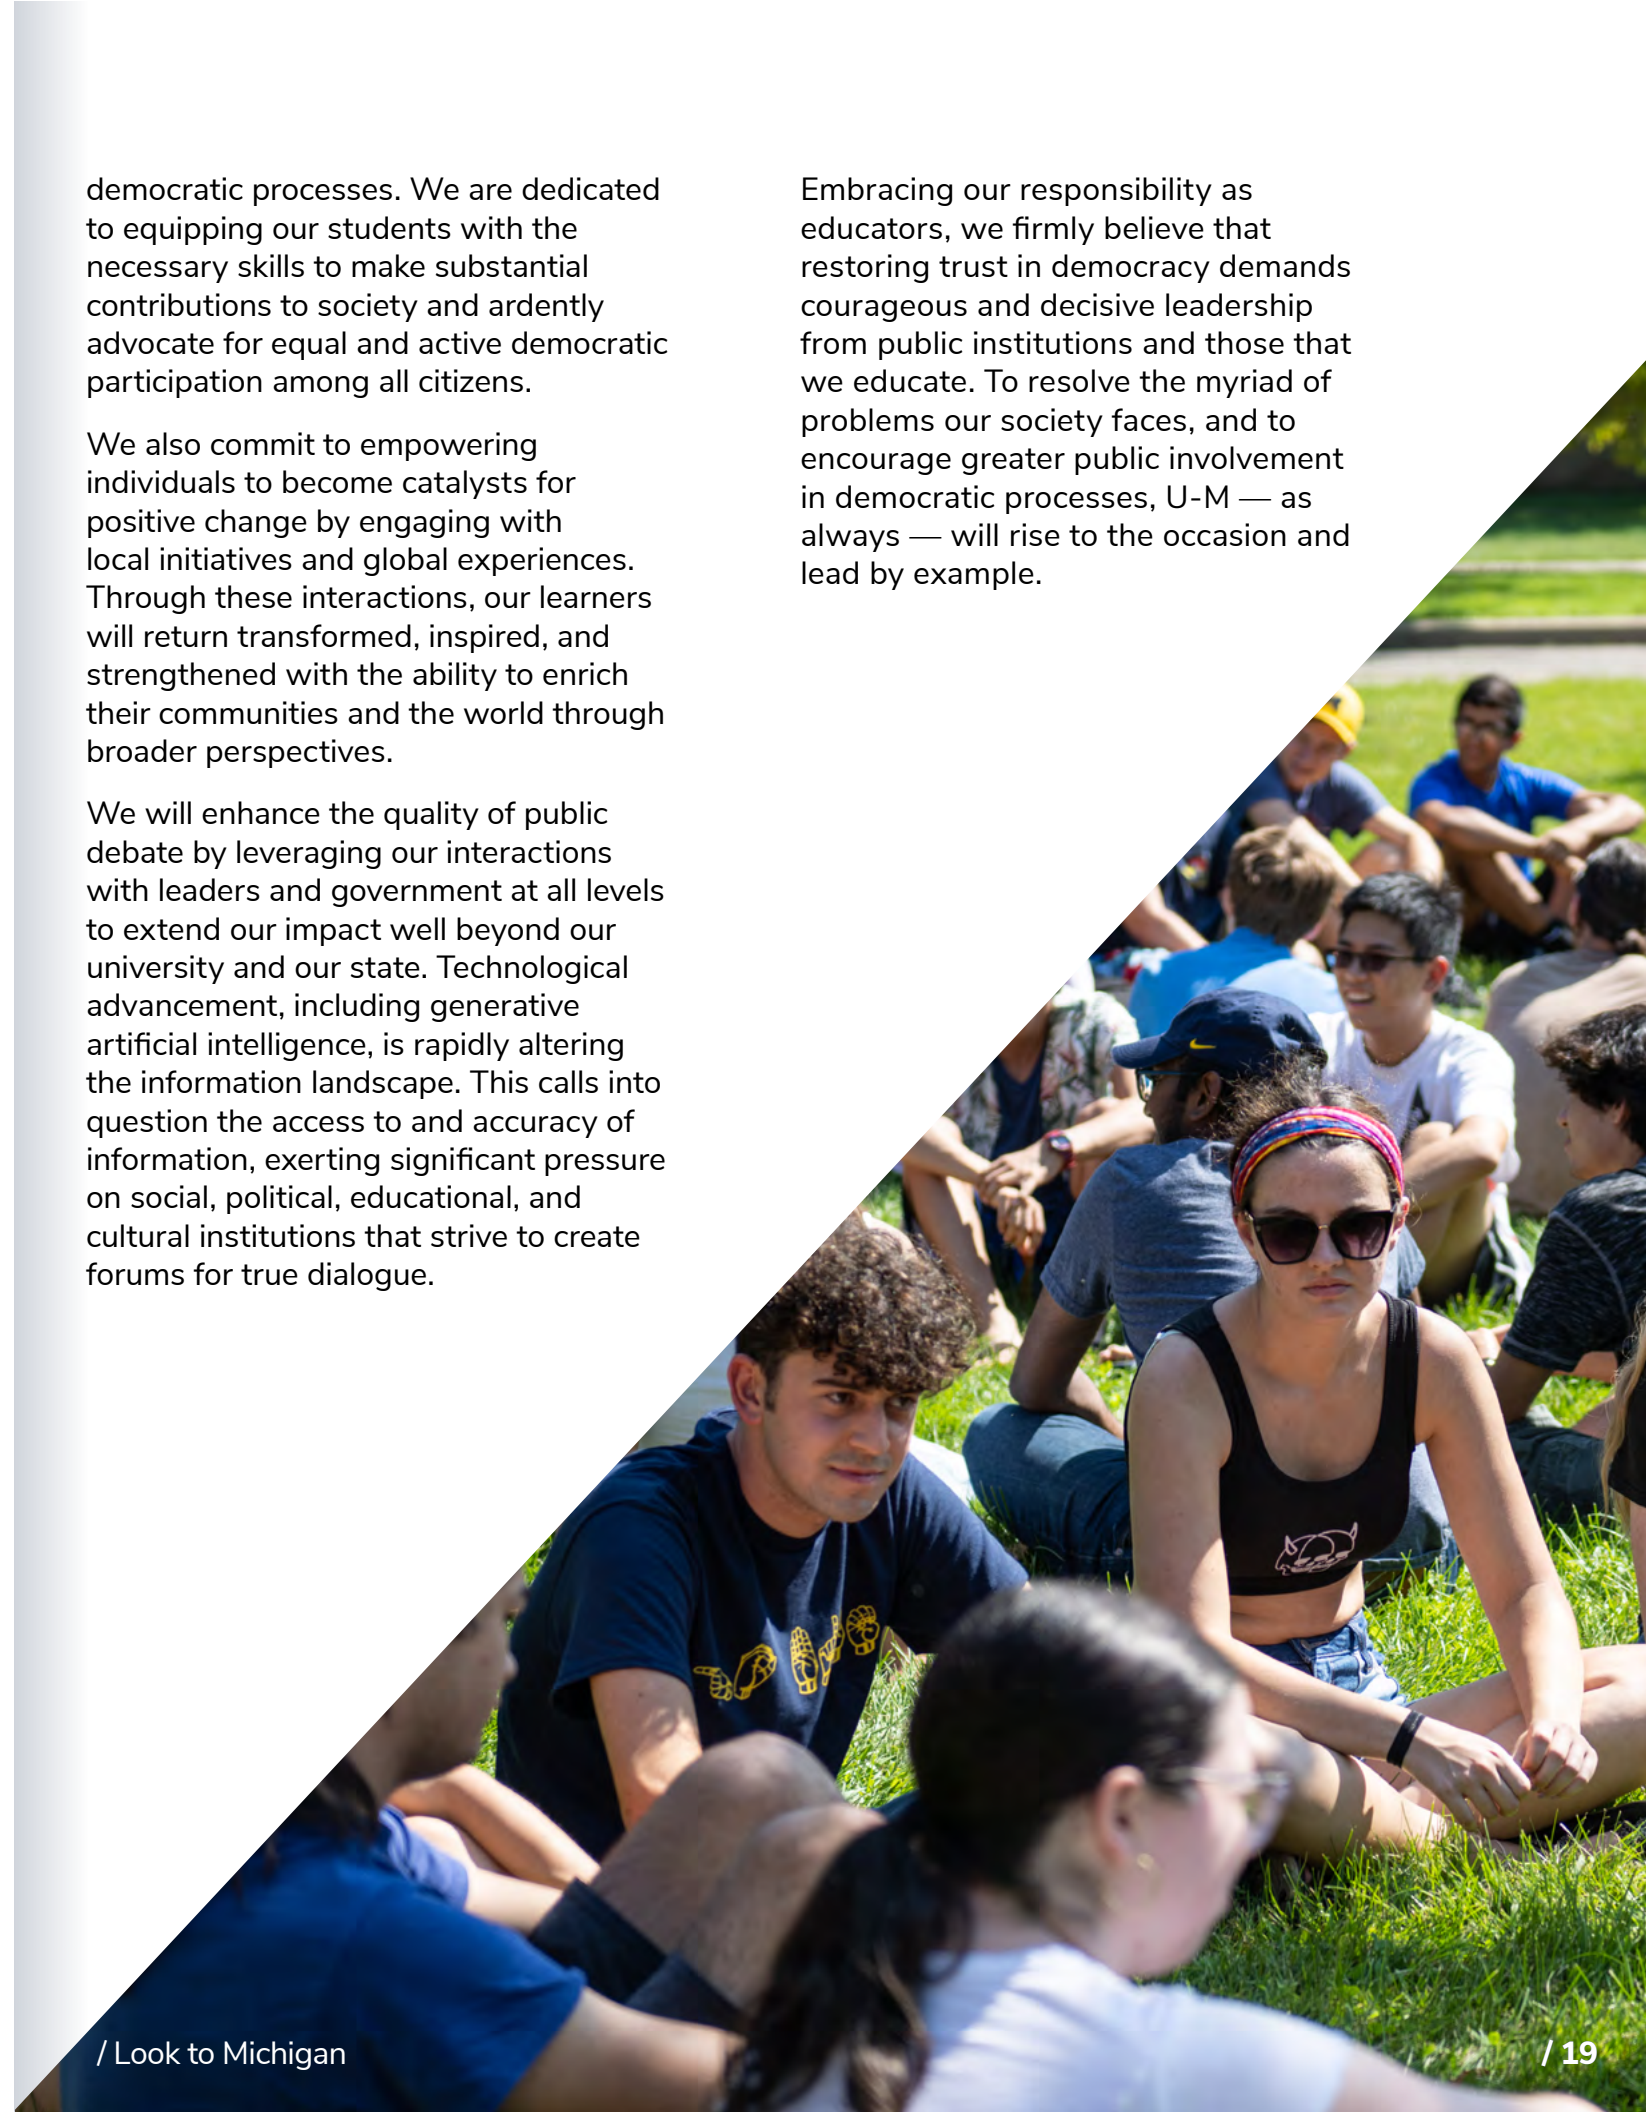 democratic processes. We are dedicated
to equipping our students with the
necessary skills to make substantial
contributions to society and ardently
advocate for equal and active democratic
participation among all citizens.
We also commit to empowering
individuals to become catalysts for
positive change by engaging with
local initiatives and global experiences.
Through these interactions, our learners
will return transformed, inspired, and
strengthened with the ability to enrich
their communities and the world through
broader perspectives.
We will enhance the quality of public
debate by leveraging our interactions
with leaders and government at all levels
to extend our impact well beyond our
university and our state. Technological
advancement, including generative
artificial intelligence, is rapidly altering
the information landscape. This calls into
question the access to and accuracy of
information, exerting significant pressure
on social, political, educational, and
cultural institutions that strive to create
forums for true dialogue.
Embracing our responsibility as
educators, we firmly believe that
restoring trust in democracy demands
courageous and decisive leadership
from public institutions and those that
we educate. To resolve the myriad of
problems our society faces, and to
encourage greater public involvement
in democratic processes, U-M — as
always — will rise to the occasion and
lead by example.
/ Look to Michigan
/ 19